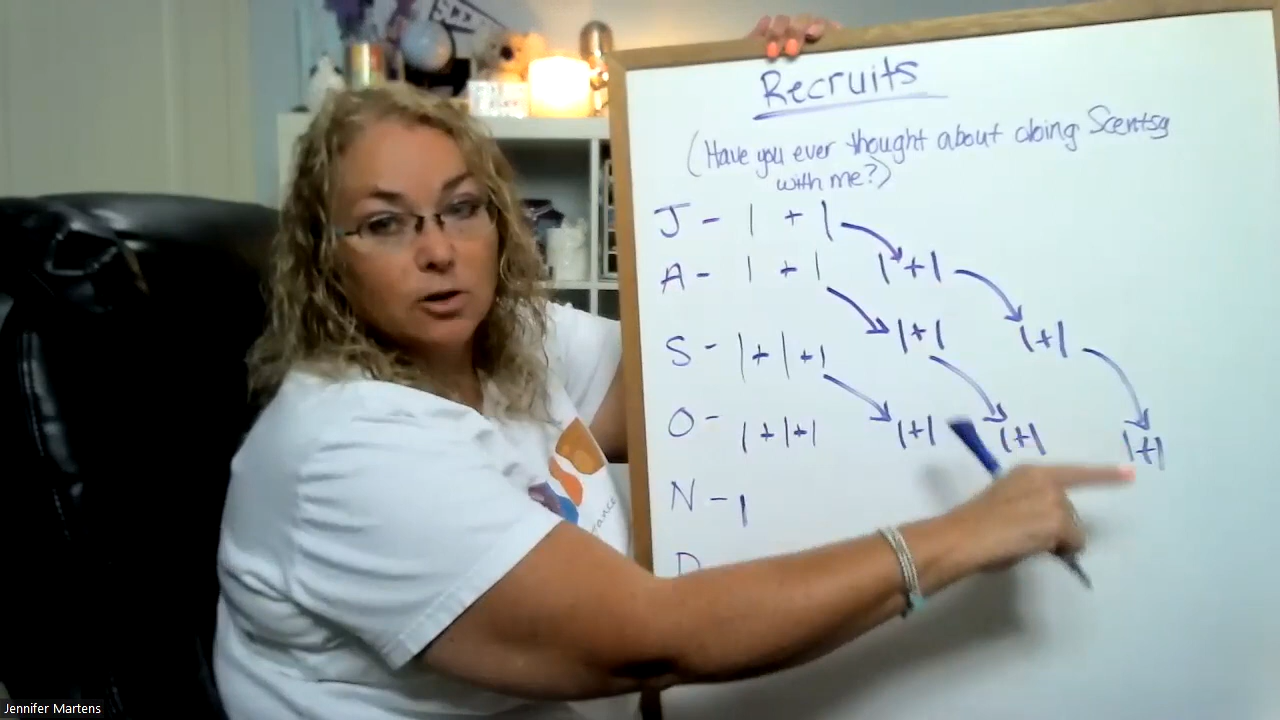 Recruits
(Have you ever thought about doing Scentsy
with me?)
J - 1 + 1
A - 1 + 1 1 + 1
1 + 1 1 + 1
S - 1 + 1 + 1
O - 1 + 1 + 1 1 + 1 1 + 1 1 + 1
N - 1
D
Jennifer Martens